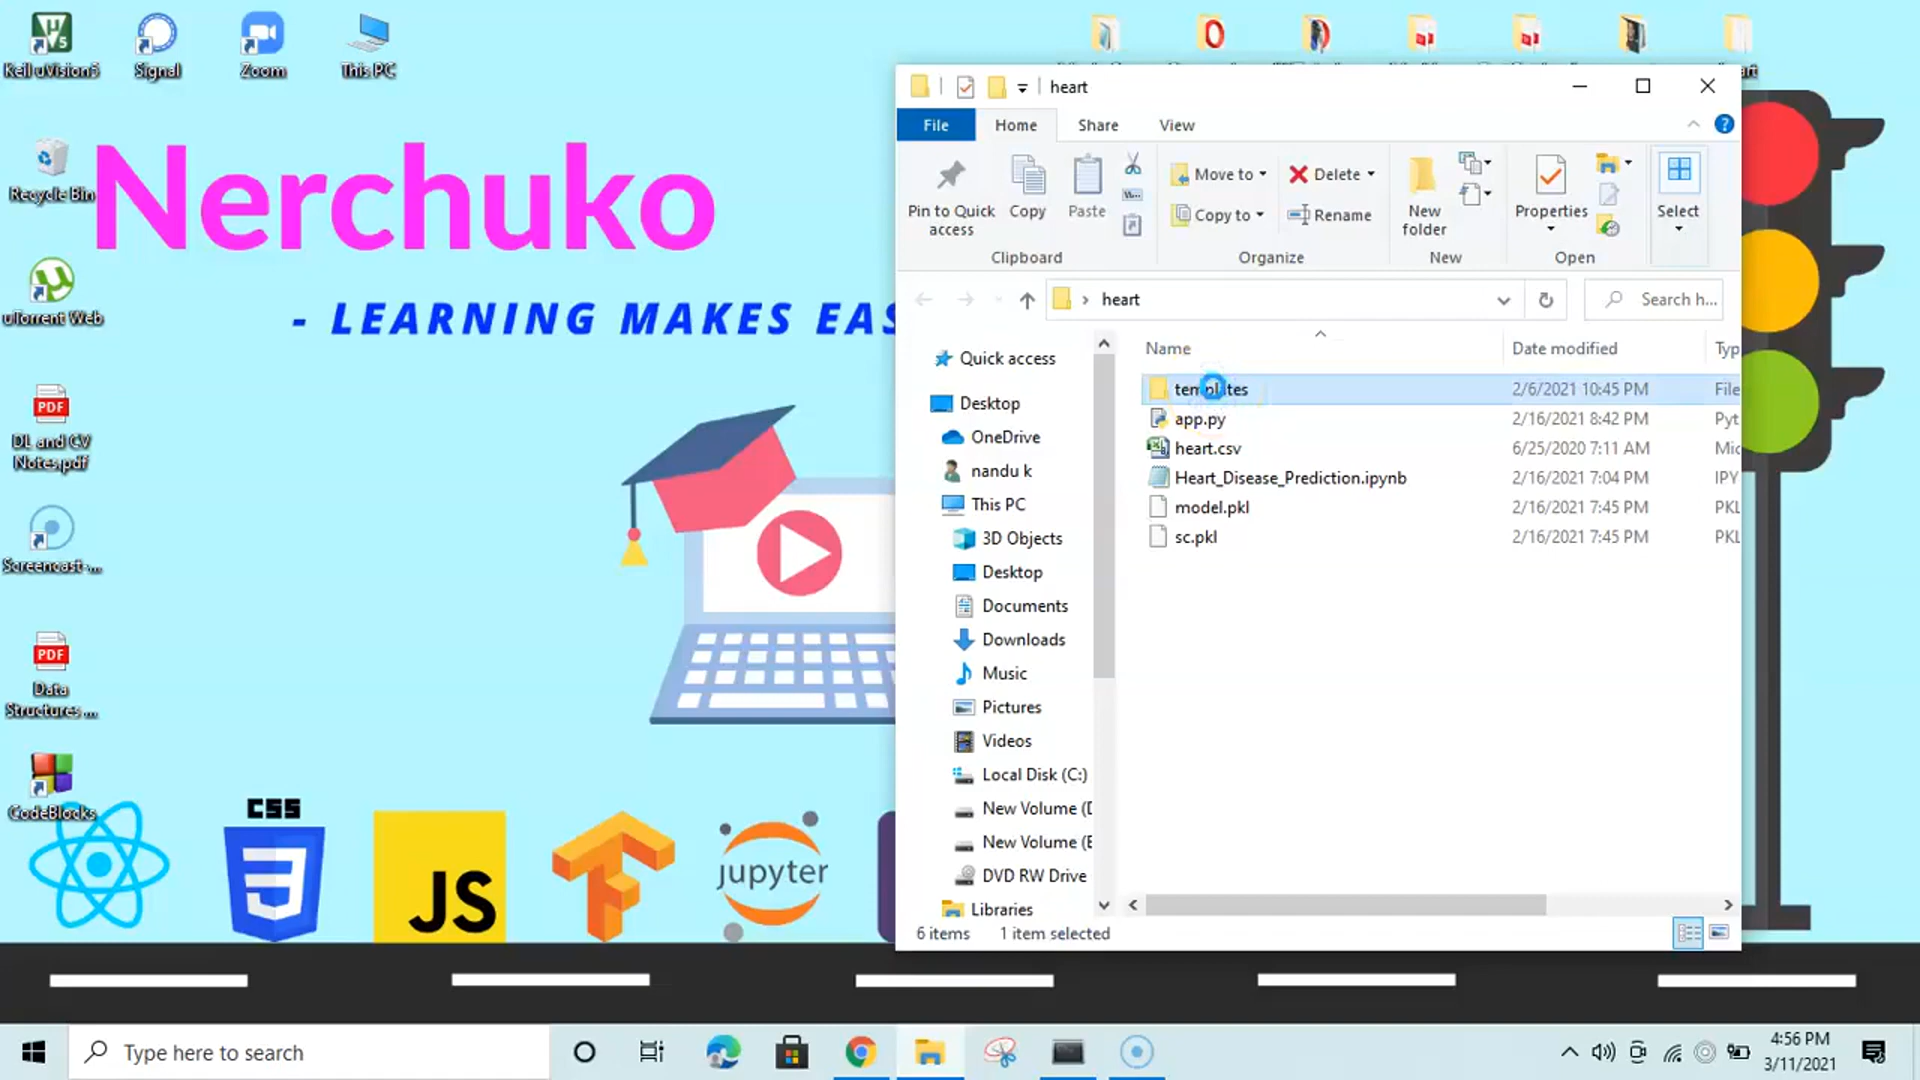 Keil uVision5
Signal
Zoom
This PC
Recycle Bin
Nerchuko
- LEARNING MAKES EAS
uTorrent Web
PDF
DL and CV
Notes.pdf
Screencast-...
PDF
Data
Structures ...
CodeBlocks
CSS
JS
jupyter
heart
File
Home
Share
View
Pin to Quick
access
Copy
Paste
Move to
Copy to
Delete
Rename
New
folder
Properties
Select
Clipboard
Organize
New
Open
heart
Search h...
Quick access
Desktop
OneDrive
nandu k
This PC
3D Objects
Desktop
Documents
Downloads
Music
Pictures
Videos
Local Disk (C:)
New Volume (D
New Volume (E
DVD RW Drive
Libraries
Name
Date modified
Typ
templates
2/6/2021 10:45 PM
File
app.py
2/16/2021 8:42 PM
Pyt
heart.csv
6/25/2020 7:11 AM
Mic
Heart_Disease_Prediction.ipynb
2/16/2021 7:04 PM
IPY
model.pkl
2/16/2021 7:45 PM
PKL
sc.pkl
2/16/2021 7:45 PM
PKL
6 items
1 item selected
Type here to search
4:56 PM
3/11/2021